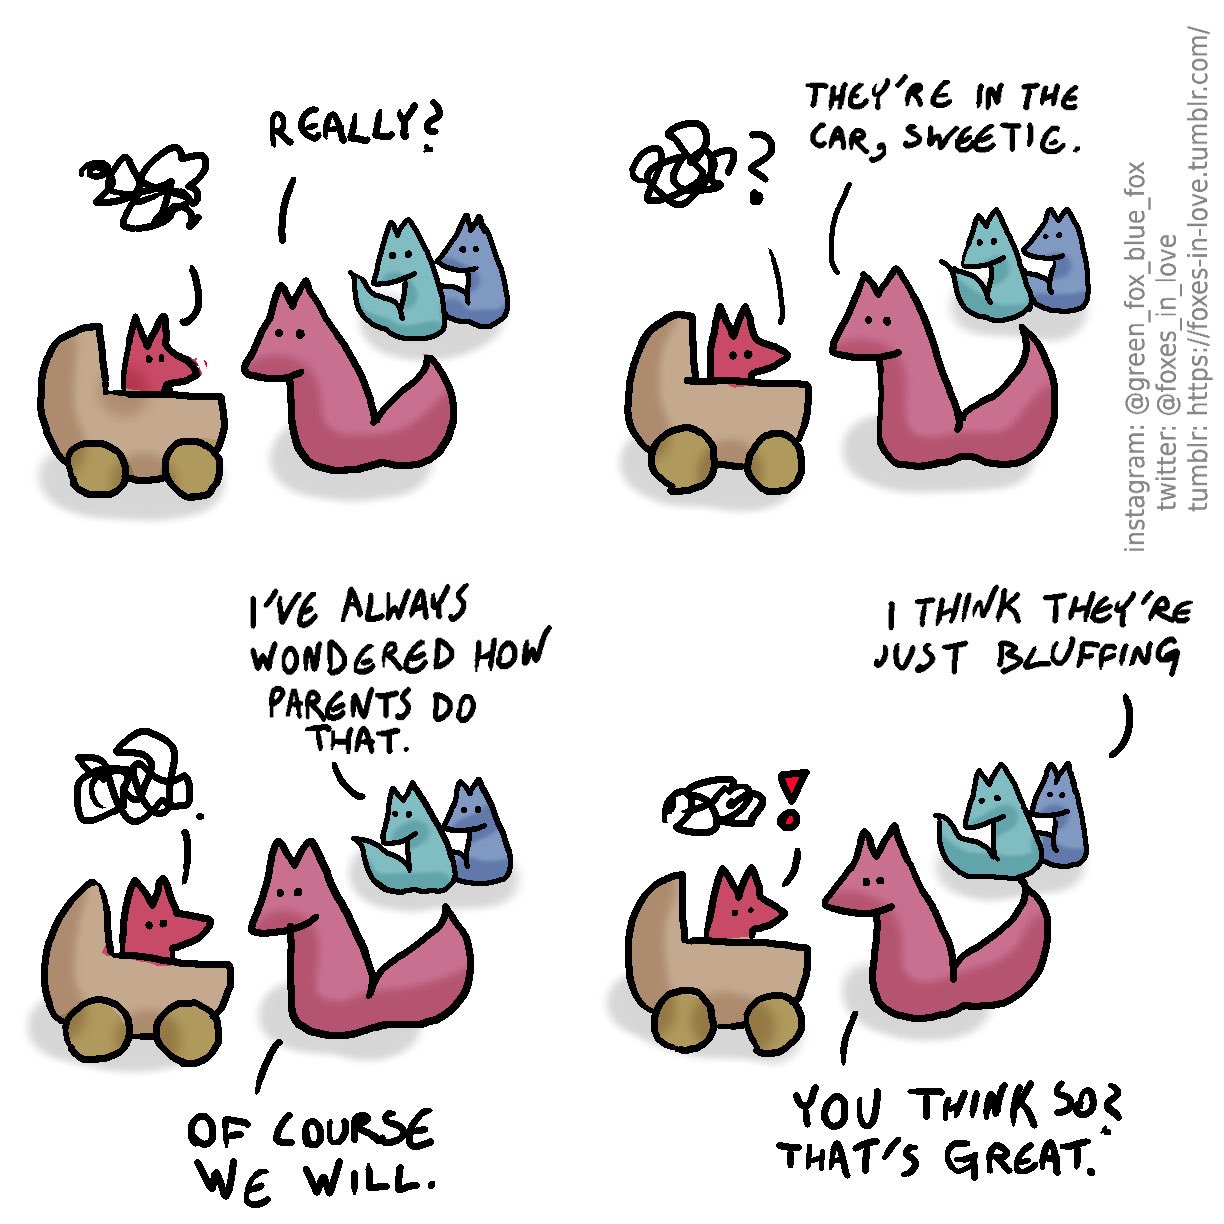 REALLY?
?
THEY'RE IN THE
CAR, SWEETIE.
instagram: @green_fox_blue_fox
twitter: @foxes_in_love
tumblr: https://foxes-in-love.tumblr.com/
I'VE ALWAYS
WONDERED HOW
PARENTS DO
THAT.
.
OF COURSE
WE WILL.
I THINK THEY'RE
JUST BLUFFING
!
YOU THINK SO?
THAT'S GREAT.